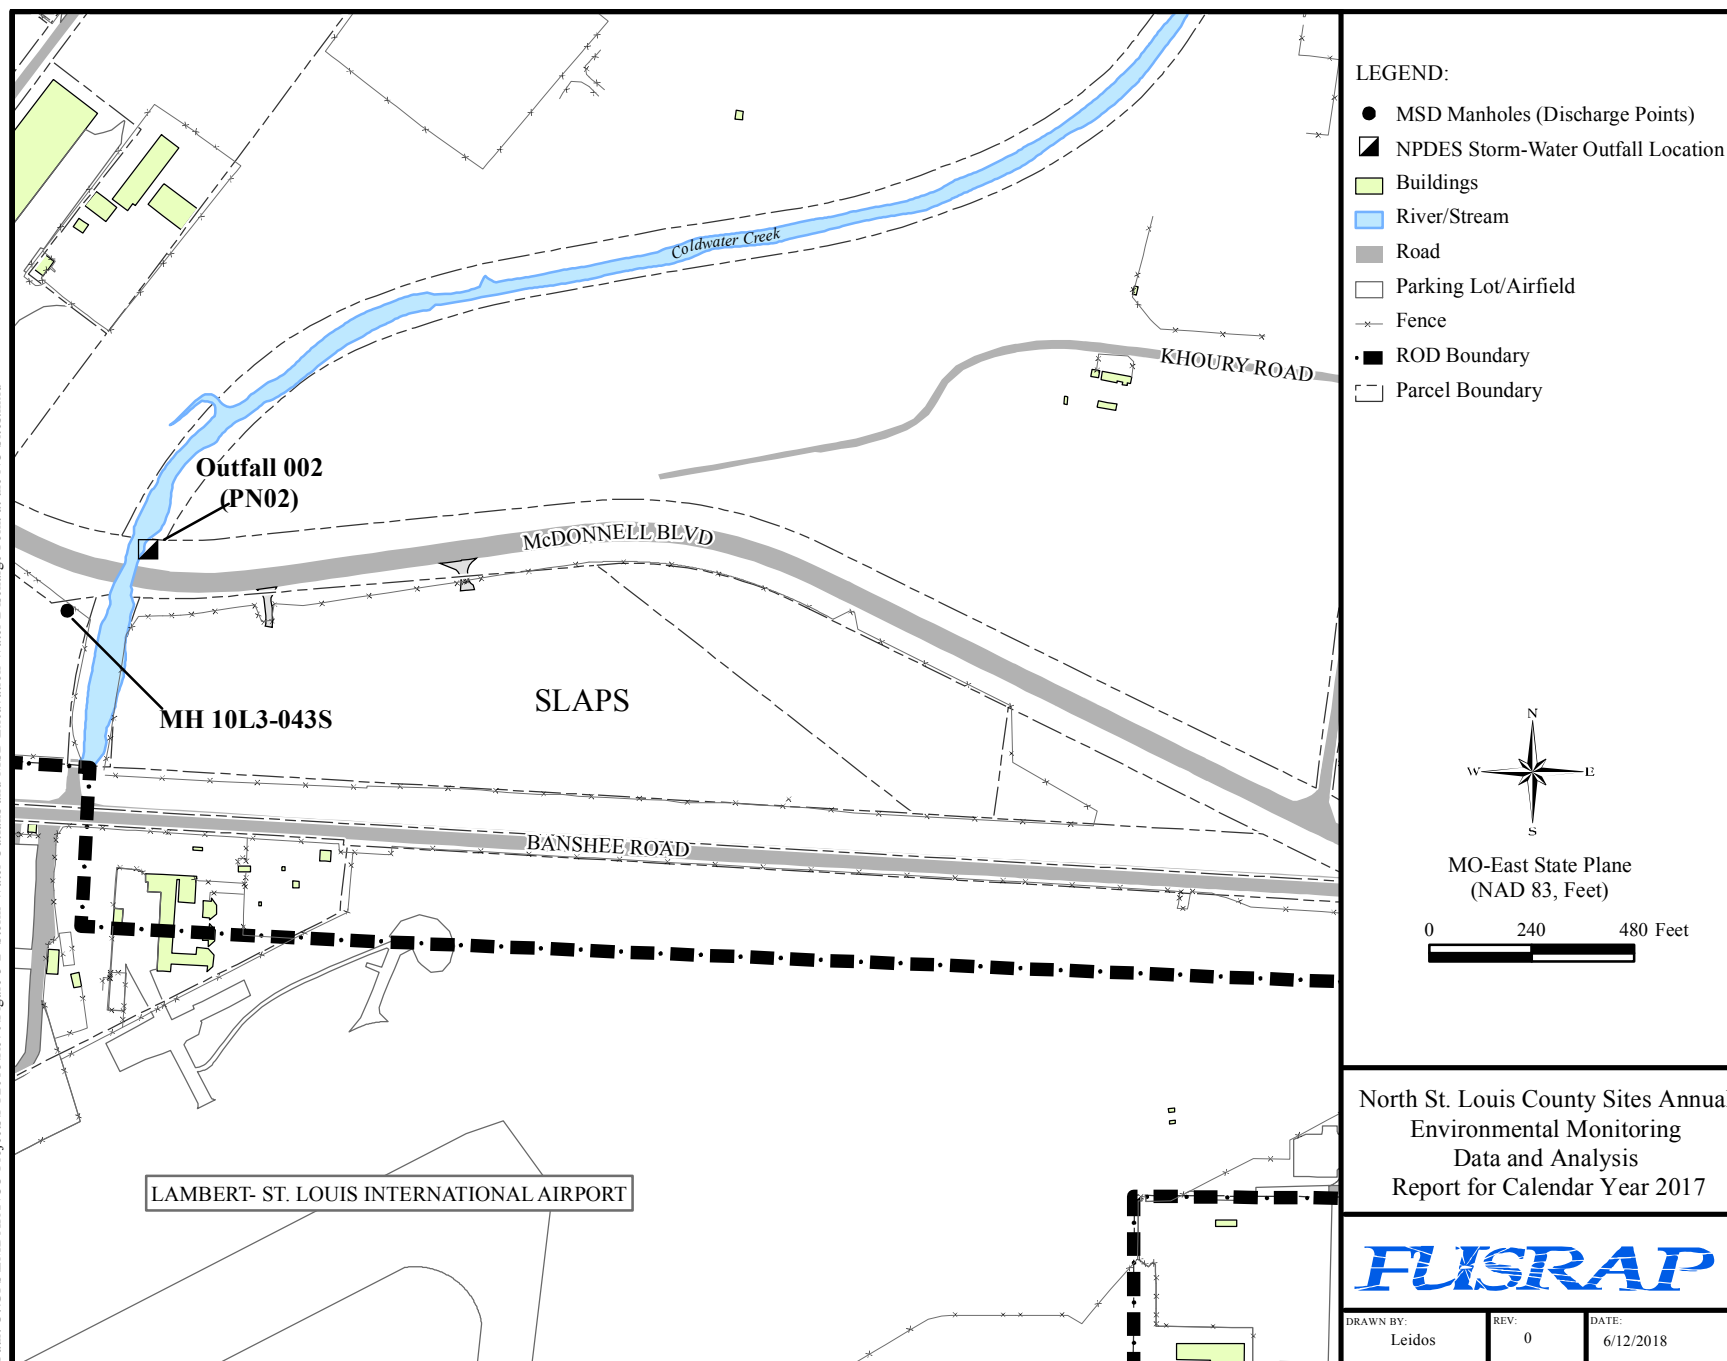 Coldwater Creek
KHOURY ROAD
Outfall 002
(PN02)
McDONNELL BLVD
SLAPS
MH 10L3-043S
BANSHEE ROAD
LAMBERT- ST. LOUIS INTERNATIONAL AIRPORT
LEGEND:
MSD Manholes (Discharge Points)
NPDES Storm-Water Outfall Location
Buildings
River/Stream
Road
Parking Lot/Airfield
Fence
ROD Boundary
Parcel Boundary
N
W E
S
MO-East State Plane
(NAD 83, Feet)
0 240 480 Feet
North St. Louis County Sites Annual
Environmental Monitoring
Data and Analysis
Report for Calendar Year 2017
FUSRAP
DRAWN BY: REV: DATE:
Leidos 0 6/12/2018